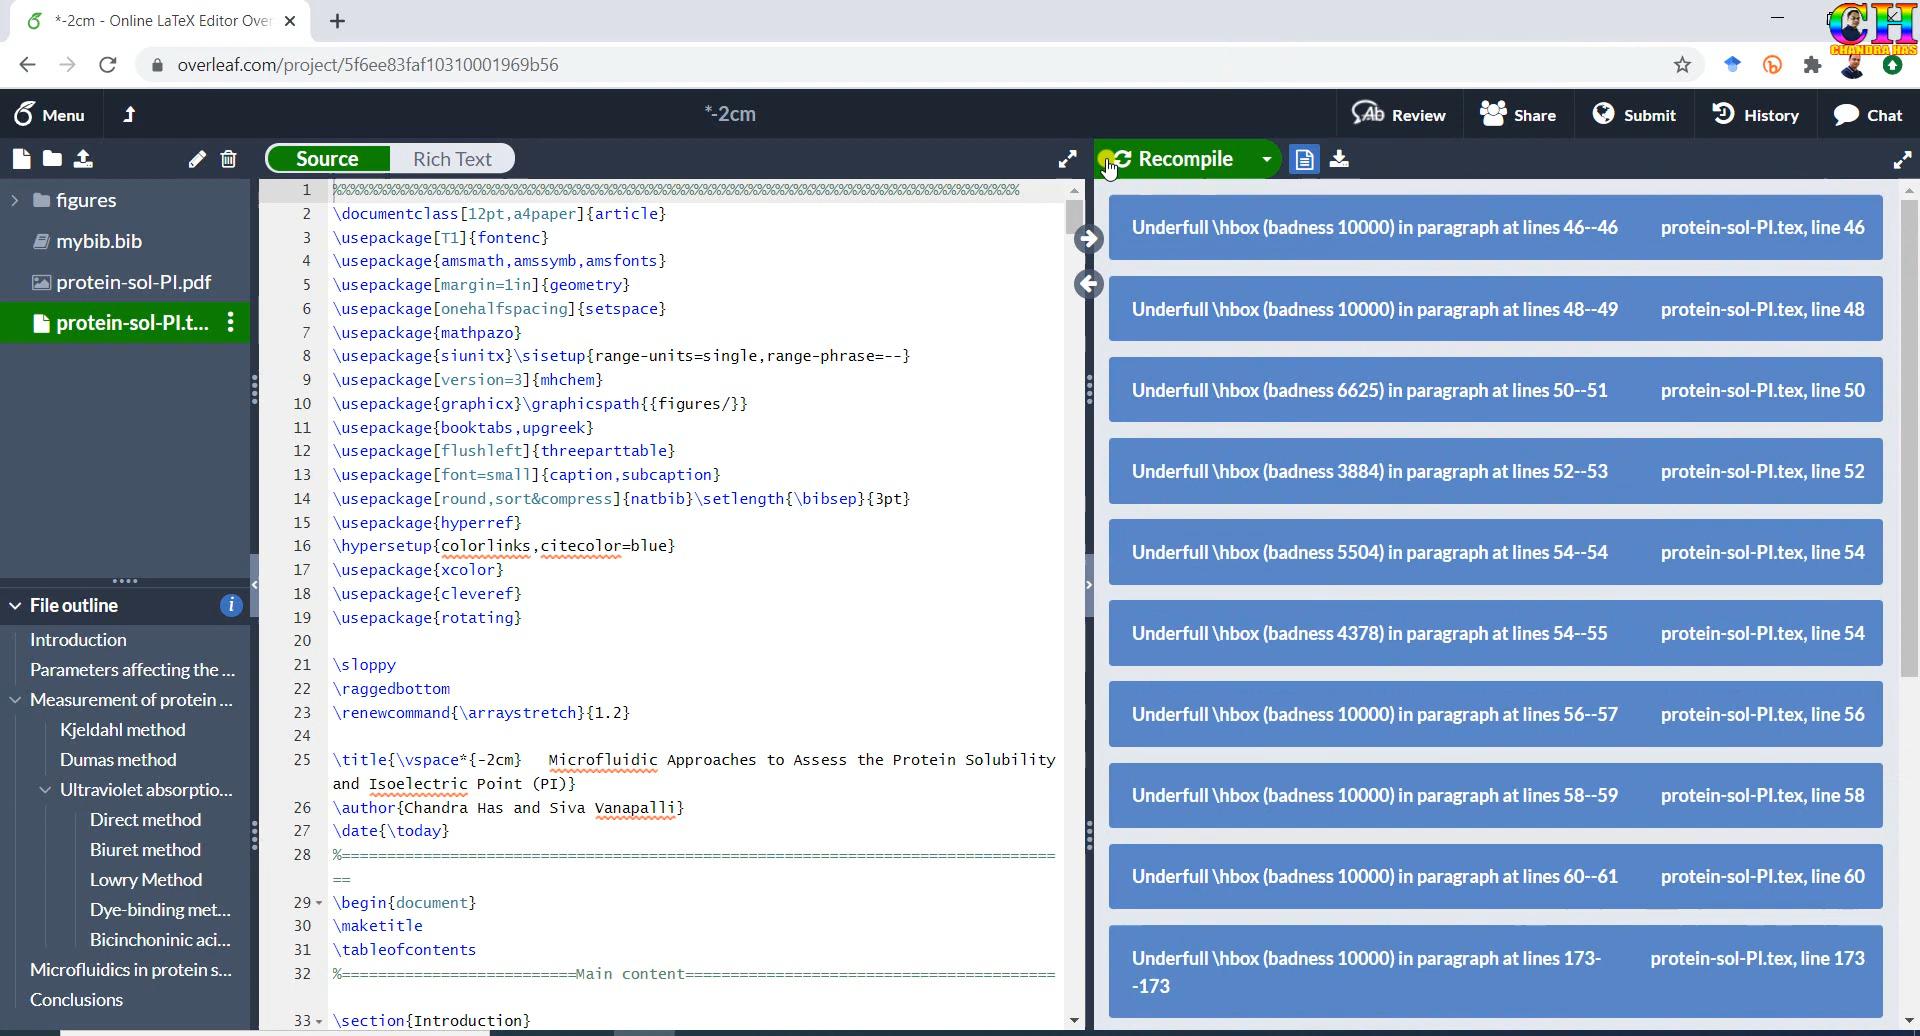 *-2cm - Online LaTeX Editor Over
CH
CHANDRA HAS
overleaf.com/project/5f6ee83faf10310001969b56
Menu
*-2cm
Ab Review
Share
Submit
History
Chat
Source
Rich Text
Recompile
figures
mybib.bib
protein-sol-PI.pdf
protein-sol-PI.t...
File outline
i
Introduction
Parameters affecting the ...
Measurement of protein ...
Kjeldahl method
Dumas method
Ultraviolet absorptio...
Direct method
Biuret method
Lowry Method
Dye-binding met...
Bicinchoninic aci...
Microfluidics in protein s...
Conclusions
1
2 \documentclass[12pt,a4paper]{article}
3 \usepackage[T1]{fontenc}
4 \usepackage{amsmath,amssymb,amsfonts}
5 \usepackage[margin=1in]{geometry}
6 \usepackage[onehalfspacing]{setspace}
7 \usepackage{mathpazo}
8 \usepackage{siunitx}\sisetup{range-units=single,range-phrase=--}
9 \usepackage[version=3]{mhchem}
10 \usepackage{graphicx}\graphicspath{{figures/}}
11 \usepackage{booktabs,upgreek}
12 \usepackage[flushleft]{threeparttable}
13 \usepackage[font=small]{caption,subcaption}
14 \usepackage[round,sort&compress]{natbib}\setlength{\bibsep}{3pt}
15 \usepackage{hyperref}
16 \hypersetup{colorlinks,citecolor=blue}
17 \usepackage{xcolor}
18 \usepackage{cleveref}
19 \usepackage{rotating}
20
21 \sloppy
22 \raggedbottom
23 \renewcommand{\arraystretch}{1.2}
24
25 \title{\vspace*{-2cm} Microfluidic Approaches to Assess the Protein Solubility
and Isoelectric Point (PI)}
26 \author{Chandra Has and Siva Vanapalli}
27 \date{\today}
28 %==============================================================================
==
29 \begin{document}
30 \maketitle
31 \tableofcontents
32 %==========================Main content=========================================
33 \section{Introduction}
Underfull \hbox (badness 10000) in paragraph at lines 46--46 protein-sol-PI.tex, line 46
Underfull \hbox (badness 10000) in paragraph at lines 48--49 protein-sol-PI.tex, line 48
Underfull \hbox (badness 6625) in paragraph at lines 50--51 protein-sol-PI.tex, line 50
Underfull \hbox (badness 3884) in paragraph at lines 52--53 protein-sol-PI.tex, line 52
Underfull \hbox (badness 5504) in paragraph at lines 54--54 protein-sol-PI.tex, line 54
Underfull \hbox (badness 4378) in paragraph at lines 54--55 protein-sol-PI.tex, line 54
Underfull \hbox (badness 10000) in paragraph at lines 56--57 protein-sol-PI.tex, line 56
Underfull \hbox (badness 10000) in paragraph at lines 58--59 protein-sol-PI.tex, line 58
Underfull \hbox (badness 10000) in paragraph at lines 60--61 protein-sol-PI.tex, line 60
Underfull \hbox (badness 10000) in paragraph at lines 173- protein-sol-PI.tex, line 173
-173